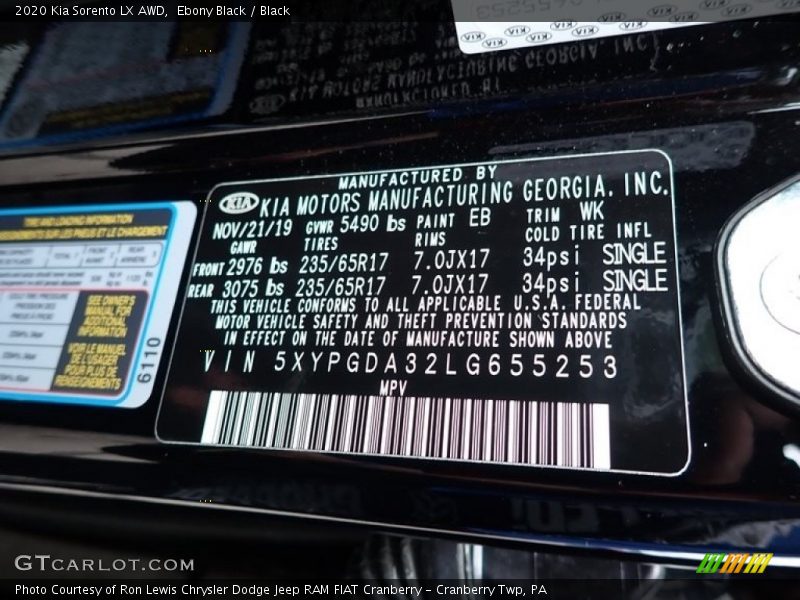 2020 Kia Sorento LX AWD,  Ebony Black / Black
MANUFACTURED BY
KIA KIA MOTORS MANUFACTURING GEORGIA, INC.
NOV/21/19 GVWR 5490 lbs PAINT EB TRIM WK
GAWR TIRES RIMS COLD TIRE INFL
FRONT 2976 lbs 235/65R17 7.0JX17 34psi SINGLE
REAR 3075 lbs 235/65R17 7.0JX17 34psi SINGLE
THIS VEHICLE CONFORMS TO ALL APPLICABLE U.S.A. FEDERAL
MOTOR VEHICLE SAFETY AND THEFT PREVENTION STANDARDS
IN EFFECT ON THE DATE OF MANUFACTURE SHOWN ABOVE
VIN 5XYPGDA32LG655253
MPV
TIRE AND LOADING INFORMATION
SEE OWNER'S
MANUAL FOR
ADDITIONAL
INFORMATION
VOIR LE MANUEL
DE L'USAGER
POUR PLUS DE
RENSEIGNEMENTS
6110
GTCARLOT.COM
Photo Courtesy of Ron Lewis Chrysler Dodge Jeep RAM FIAT Cranberry - Cranberry Twp, PA